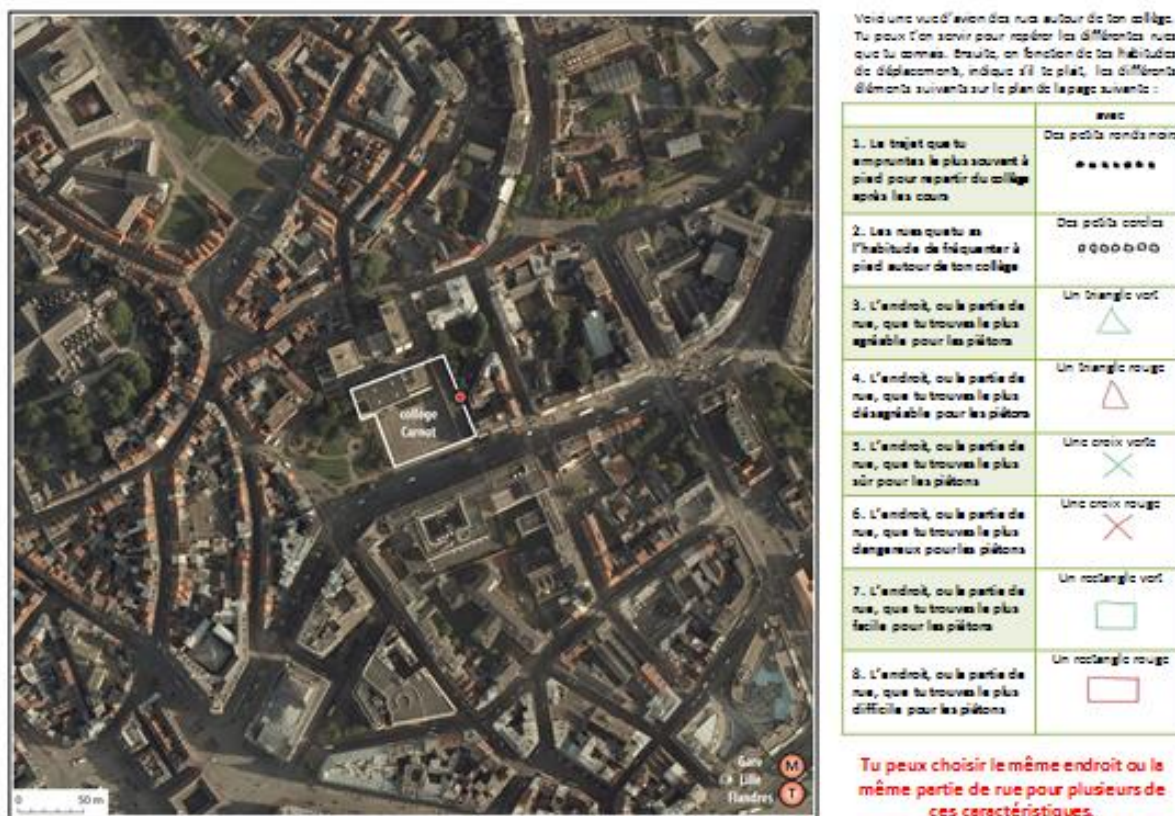 Voici une vue d'avion des rues autour de ton collège.
Tu peux t'en servir pour repérer les différentes rues
que tu connais. Ensuite, en fonction de tes habitudes
de déplacements, indique s'il te plaît, les différents
éléments suivants sur le plan de la page suivante :
avec
1. Le trajet que tu
empruntes le plus souvent à
pied pour repartir du collège
après les cours
Des petits ronds noirs
2. Les rues que tu as
l'habitude de fréquenter à
pied autour de ton collège
Des petits cercles
3. L'endroit, ou la partie de
rue, que tu trouves le plus
agréable pour les piétons
Un triangle vert
4. L'endroit, ou la partie de
rue, que tu trouves le plus
désagréable pour les piétons
Un triangle rouge
5. L'endroit, ou la partie de
rue, que tu trouves le plus
sûr pour les piétons
Une croix verte
6. L'endroit, ou la partie de
rue, que tu trouves le plus
dangereux pour les piétons
Une croix rouge
7. L'endroit, ou la partie de
rue, que tu trouves le plus
facile pour les piétons
Un rectangle vert
8. L'endroit, ou la partie de
rue, que tu trouves le plus
difficile pour les piétons
Un rectangle rouge
Tu peux choisir le même endroit ou la
même partie de rue pour plusieurs de
ces caractéristiques.
collège
Carnot
Gare
Lille
Flandres
M
T
0 50 m